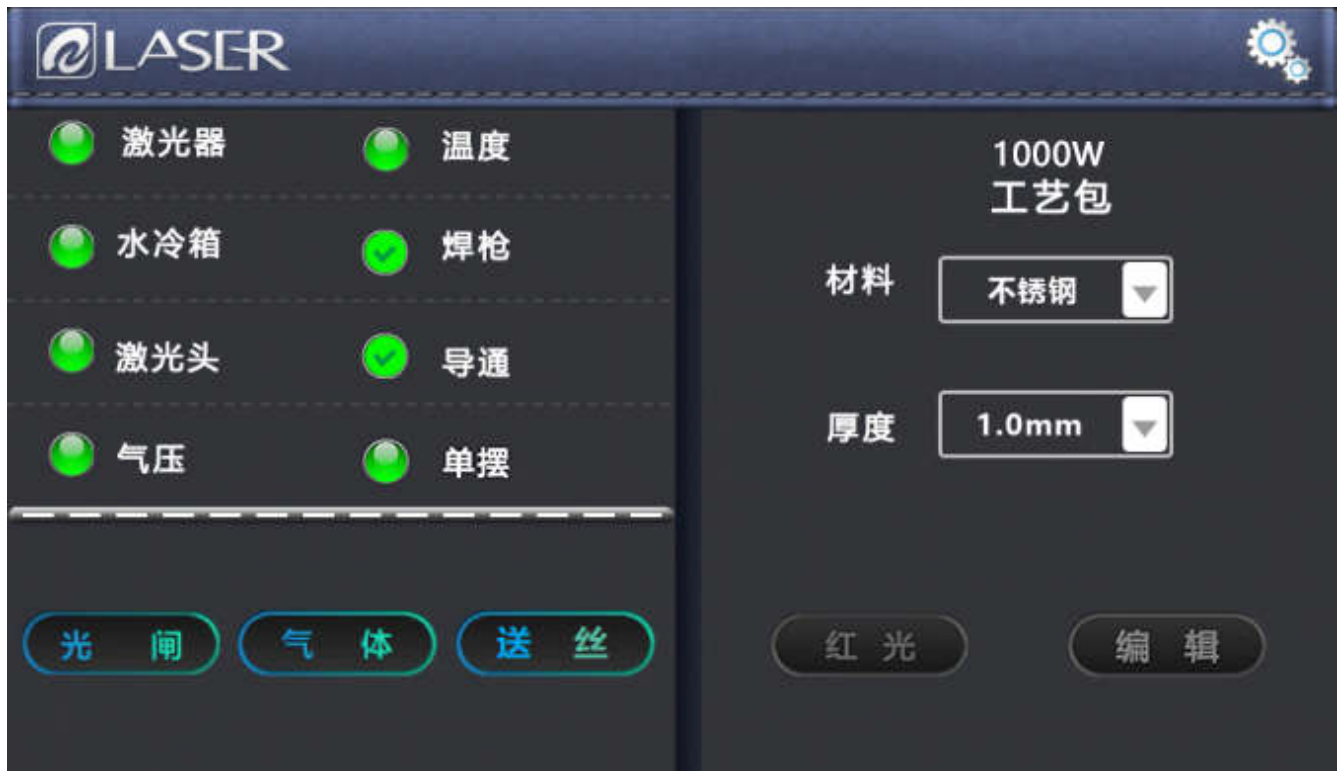 LASER
激光器 温度
水冷箱 焊枪
激光头 导通
气压 单摆
光闸 气体 送丝
1000W
工艺包
材料 不锈钢
厚度 1.0mm
红光 编辑